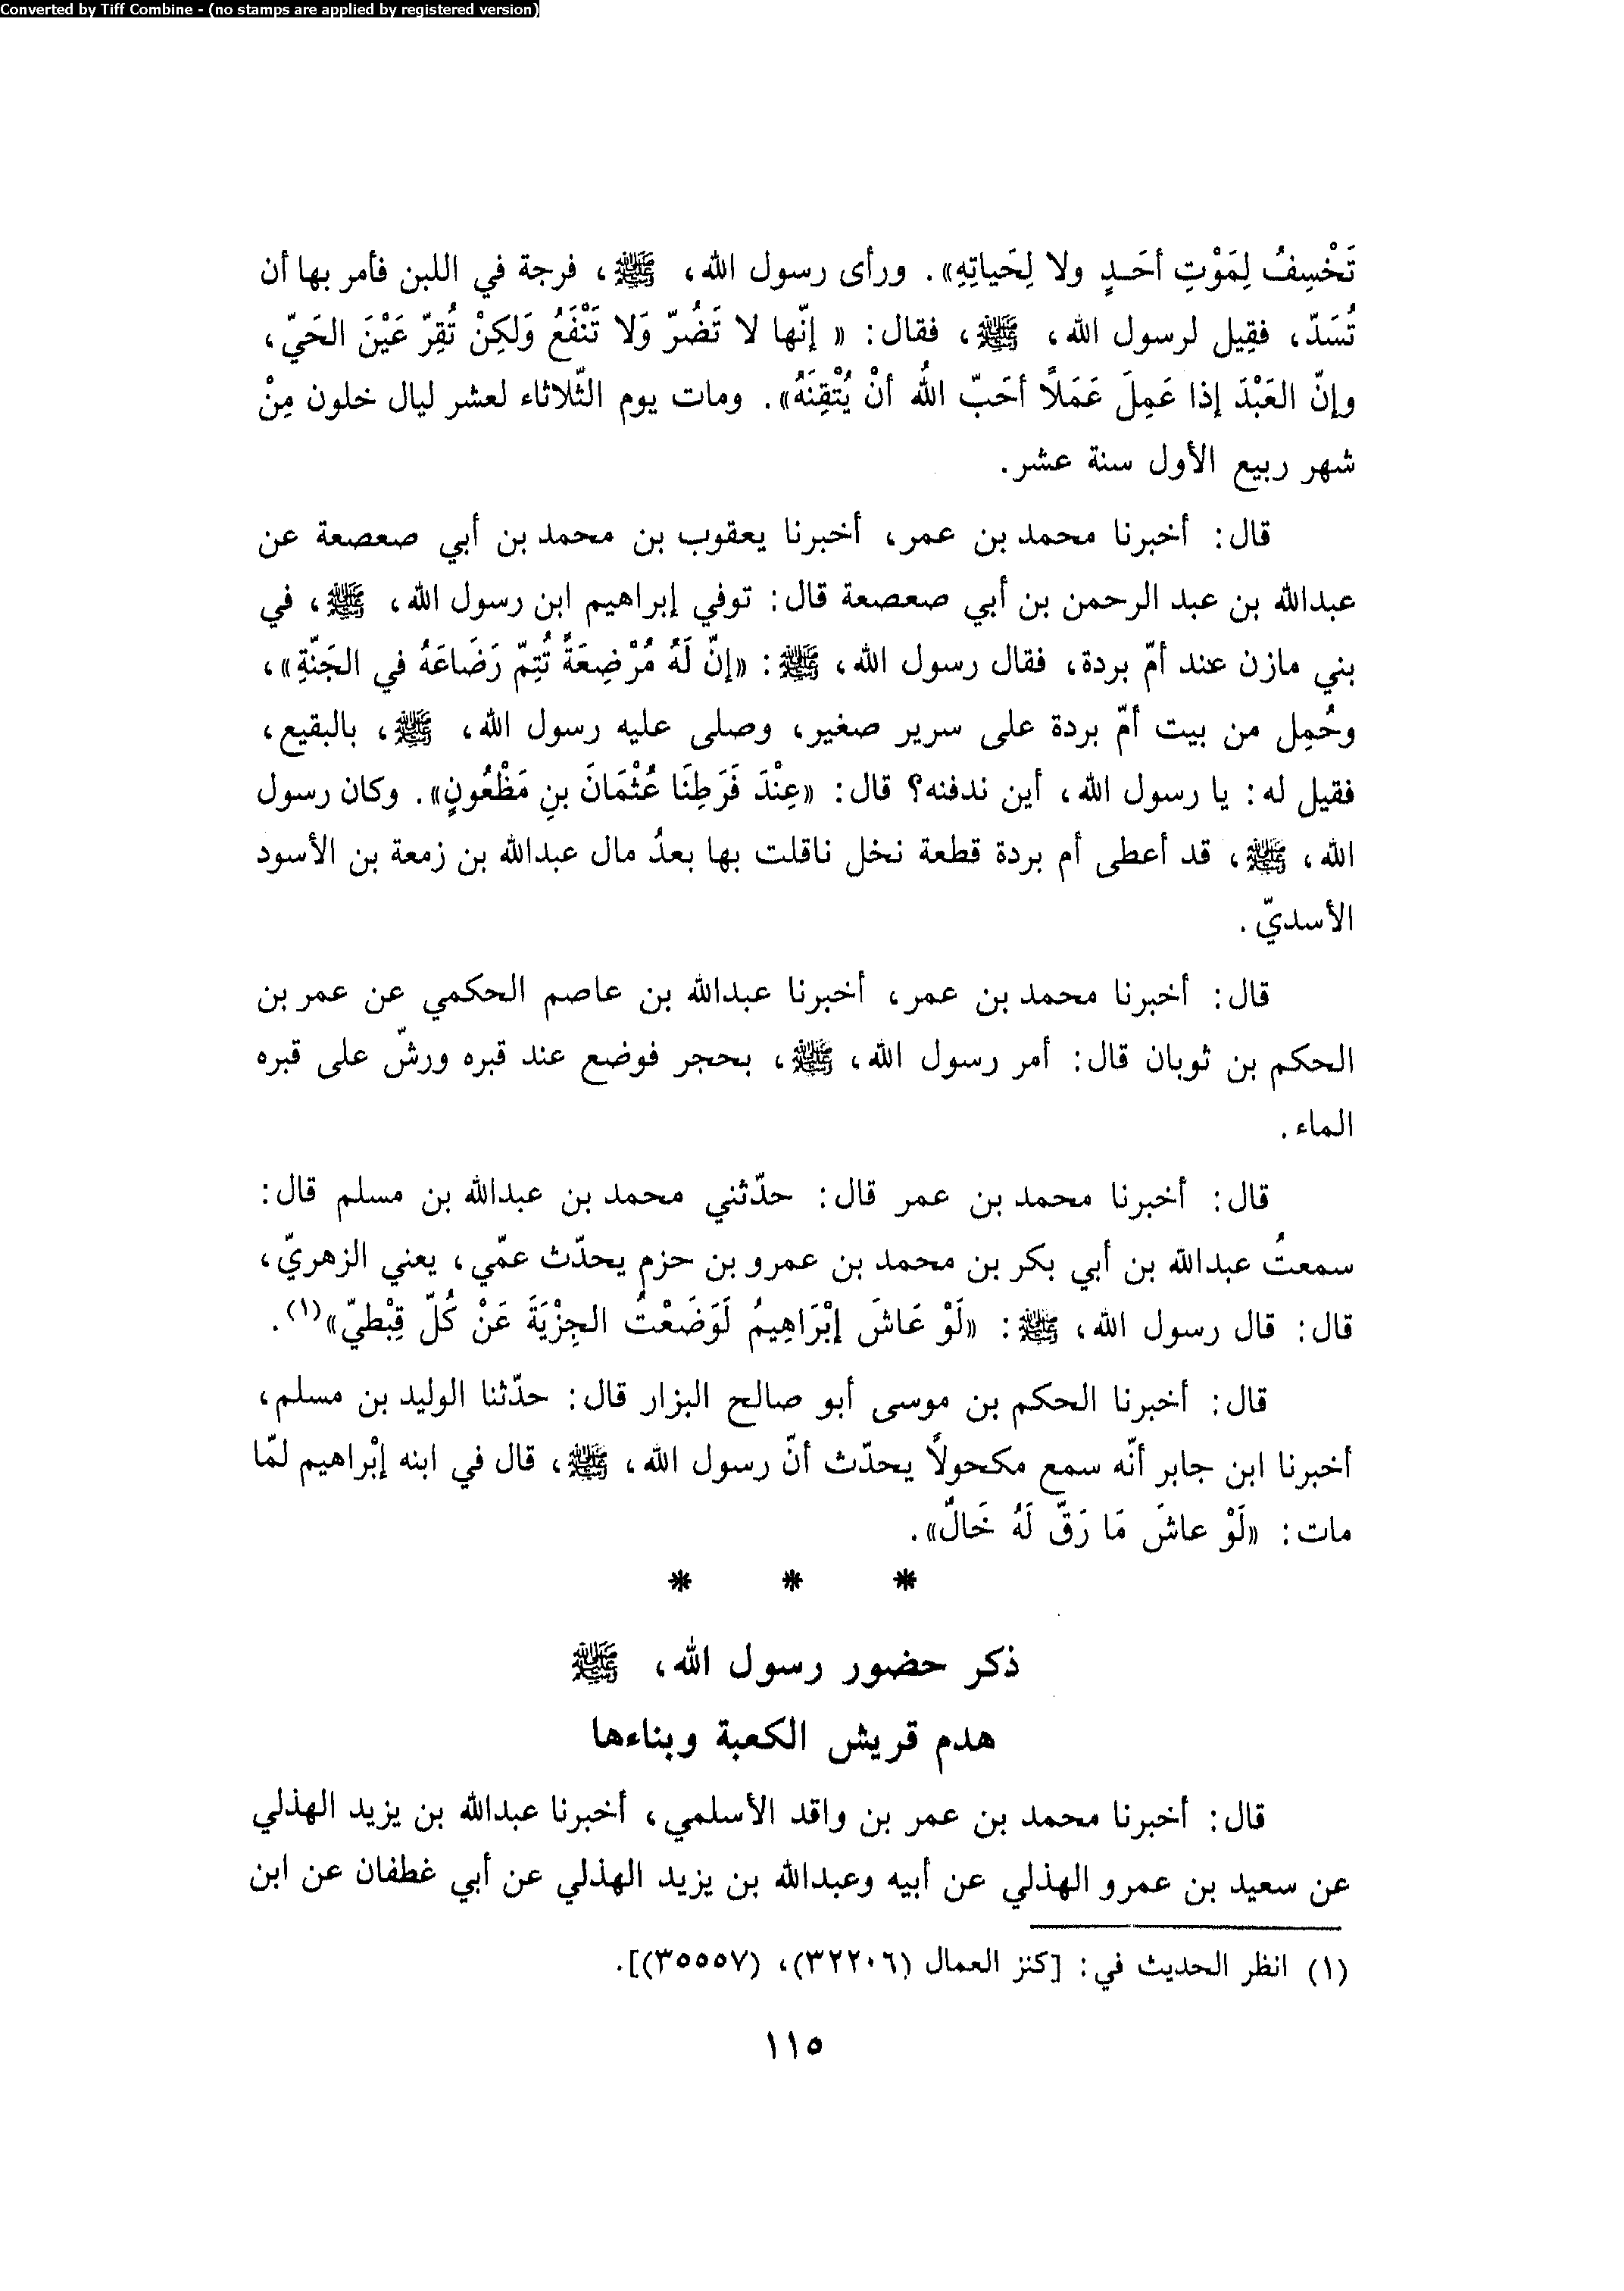 Converted by Tiff Combine - (no stamps are applied by registered version)
تَخْسِفُ لِمَوْتِ أحَـدٍ ولا لِحَياتِهِ». ورأى رسول الله، ﷺ، فرجة في اللبن فأمر بها أن
تُسَدّ، فقِيل لرسول الله، ﷺ، فقال: « إنّها لا تَضُرّ وَلا تَنْفَعُ وَلكِنْ تُقِرّ عَيْنَ الحَيّ،
وإنّ العَبْدَ إذا عَمِلَ عَمَلاً أحَبّ اللهُ أنْ يُتْقِنَهُ». ومات يوم الثّلاثاء لعشر ليال خلون مِنْ
شهر ربيع الأول سنة عشر.
قال: أخبرنا محمد بن عمر، أخبرنا يعقوب بن محمد بن أبي صعصعة عن
عبدالله بن عبد الرحمن بن أبي صعصعة قال: توفي إبراهيم ابن رسول الله، ﷺ، في
بني مازن عند أمّ بردة، فقال رسول الله، ﷺ: «إنّ لَهُ مُرْضِعَةً تُتِمّ رَضَاعَهُ في الجَنّةِ»،
وحُمِل من بيت أمّ بردة على سرير صغير، وصلى عليه رسول الله، ﷺ، بالبقيع،
فقيل له: يا رسول الله، أين ندفنه؟ قال: «عِنْدَ فَرَطِنَا عُثْمَانَ بنِ مَظْعُونٍ». وكان رسول
الله، ﷺ، قد أعطى أم بردة قطعة نخل ناقلت بها بعدُ مال عبدالله بن زمعة بن الأسود
الأسديّ.
قال: أخبرنا محمد بن عمر، أخبرنا عبدالله بن عاصم الحكمي عن عمر بن
الحكم بن ثوبان قال: أمر رسول الله، ﷺ، بحجر فوضع عند قبره ورشّ على قبره
الماء.
قال: أخبرنا محمد بن عمر قال: حدّثني محمد بن عبدالله بن مسلم قال:
سمعتُ عبدالله بن أبي بكر بن محمد بن عمرو بن حزم يحدّث عمّي، يعني الزهريّ،
قال: قال رسول الله، ﷺ: «لَوْ عَاشَ إبْرَاهِيمُ لَوَضَعْتُ الجِزْيَةَ عَنْ كُلّ قِبْطيّ»(١).
قال: أخبرنا الحكم بن موسى أبو صالح البزار قال: حدّثنا الوليد بن مسلم،
أخبرنا ابن جابر أنّه سمع مكحولاً يحدّث أنّ رسول الله، ﷺ، قال في ابنه إبْراهيم لمّا
مات: «لَوْ عاشَ مَا رَقّ لَهُ خَالٌ».
* * *
ذكر حضور رسول الله، ﷺ
هدم قريش الكعبة وبناءها
قال: أخبرنا محمد بن عمر بن واقد الأسلمي، أخبرنا عبدالله بن يزيد الهذلي
عن سعيد بن عمرو الهذلي عن أبيه وعبدالله بن يزيد الهذلي عن أبي غطفان عن ابن
(١) انظر الحديث في: [كنز العمال (٣٢٢٠٦)، (٣٥٥٥٧)].
١١٥